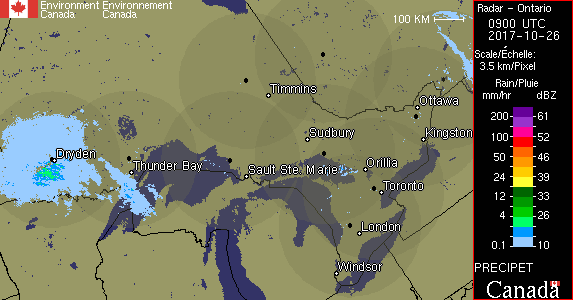 Environment Environnement
Canada Canada
Radar - Ontario
0900 UTC
2017-10-26
100 KM
Scale/Échelle:
3.5 km/Pixel
Rain/Pluie
mm/hr dBZ
200 61
100 52
50 46
24 39
12 33
4 26
1 18
0.1 10
Timmins
Ottawa
Sudbury
Kingston
Dryden
Thunder Bay
Sault Ste. Marie
Orillia
Toronto
London
Windsor
PRECIPET
Canada